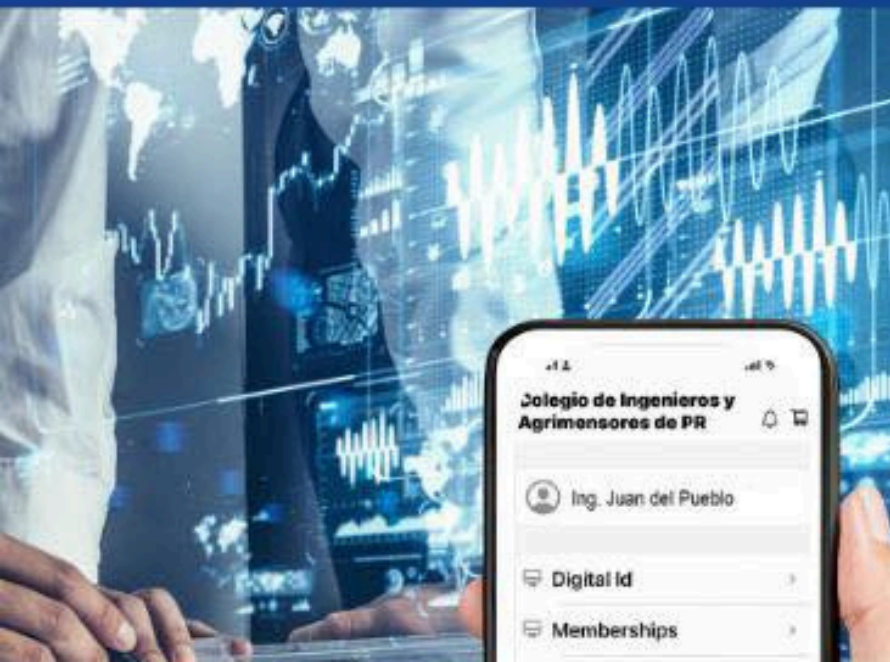 Colegio de Ingenieros y
Agrimensores de PR
Ing. Juan del Pueblo
Digital Id
Memberships